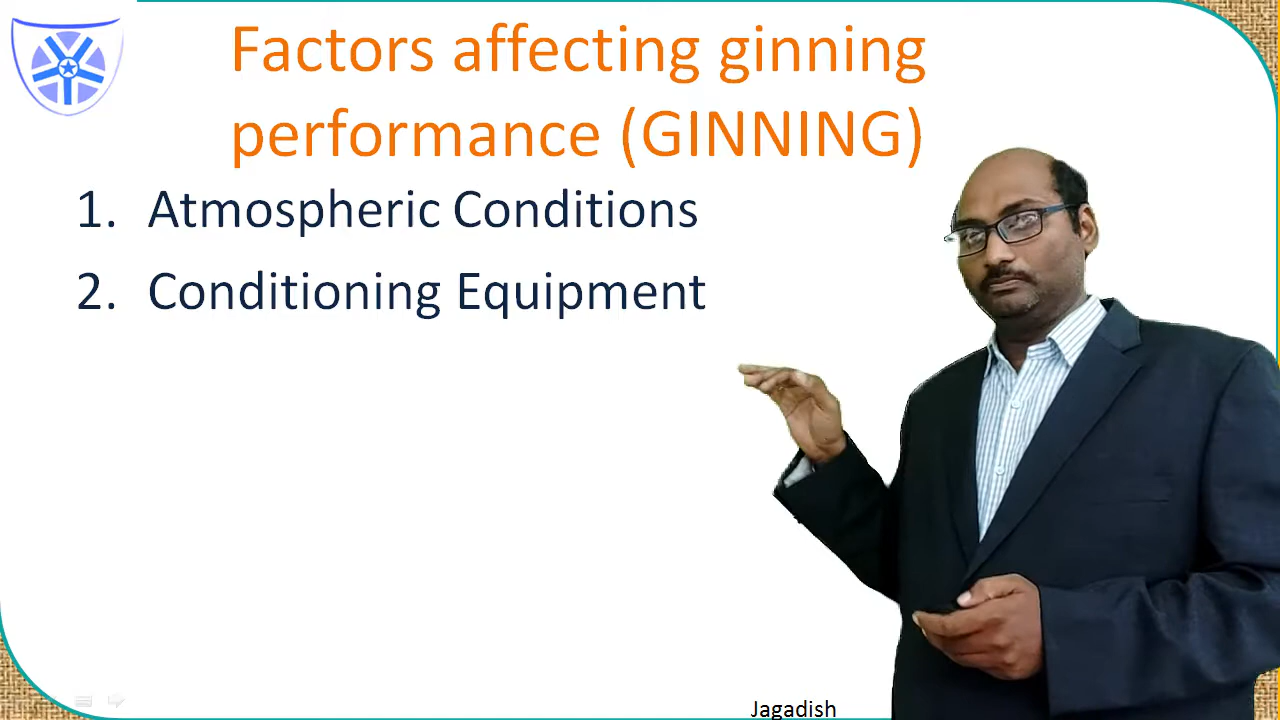 Factors affecting ginning
performance (GINNING)
1. Atmospheric Conditions
2. Conditioning Equipment
Jagadish